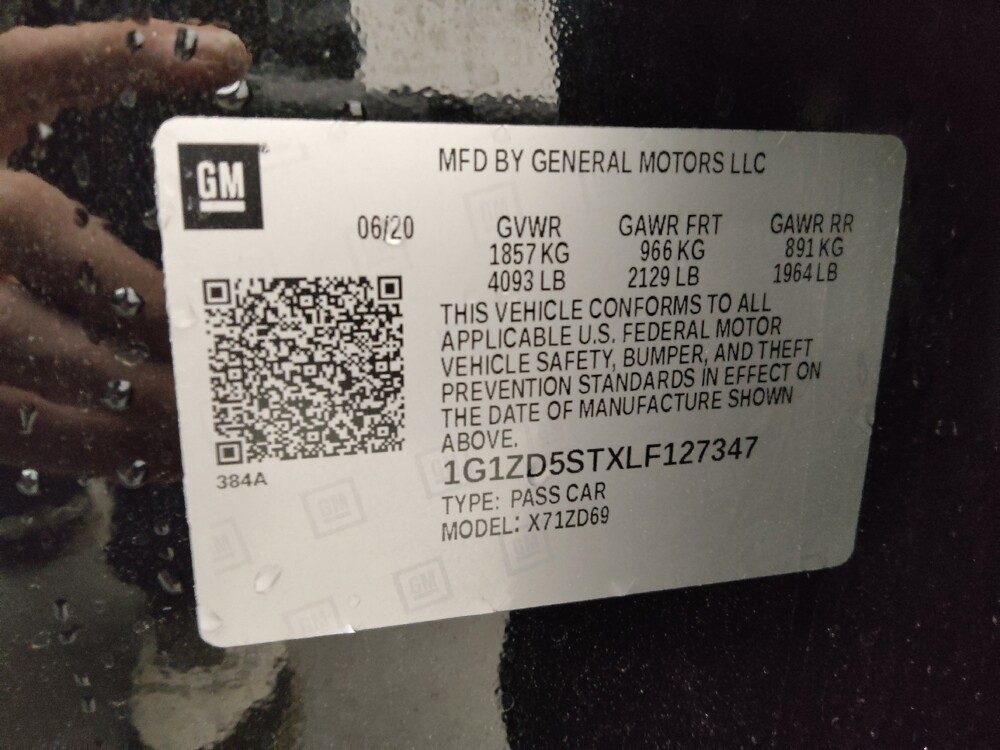 GM
MFD BY GENERAL MOTORS LLC
06/20 GVWR GAWR FRT GAWR RR
1857 KG 966 KG 891 KG
4093 LB 2129 LB 1964 LB
THIS VEHICLE CONFORMS TO ALL
APPLICABLE U.S. FEDERAL MOTOR
VEHICLE SAFETY, BUMPER, AND THEFT
PREVENTION STANDARDS IN EFFECT ON
THE DATE OF MANUFACTURE SHOWN
ABOVE.
384A
1G1ZD5STXLF127347
TYPE: PASS CAR
MODEL: X71ZD69